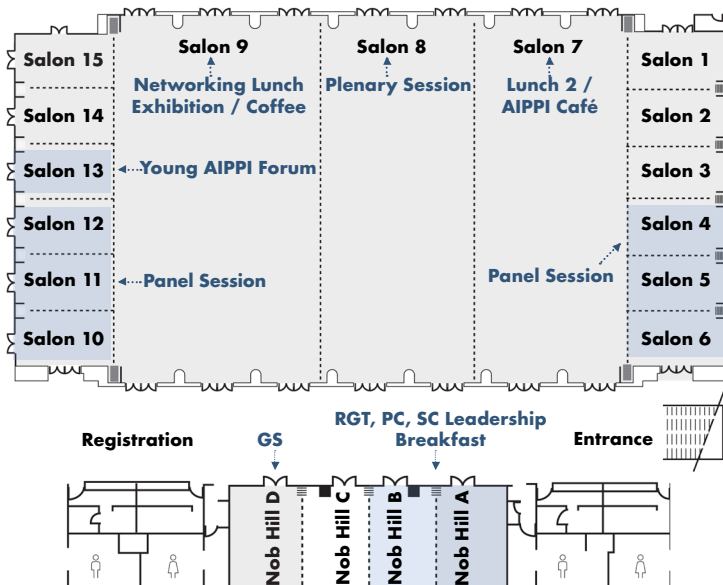 Salon 15
Salon 9
Salon 8
Salon 7
Salon 1
Networking Lunch
Exhibition / Coffee
Plenary Session
Lunch 2 /
AIPPI Café
Salon 14
Salon 2
Salon 13
Young AIPPI Forum
Salon 3
Salon 12
Salon 4
Salon 11
Panel Session
Panel Session
Salon 5
Salon 10
Salon 6
Registration
GS
RGT, PC, SC Leadership
Breakfast
Entrance
Nob Hill D
Nob Hill C
Nob Hill B
Nob Hill A